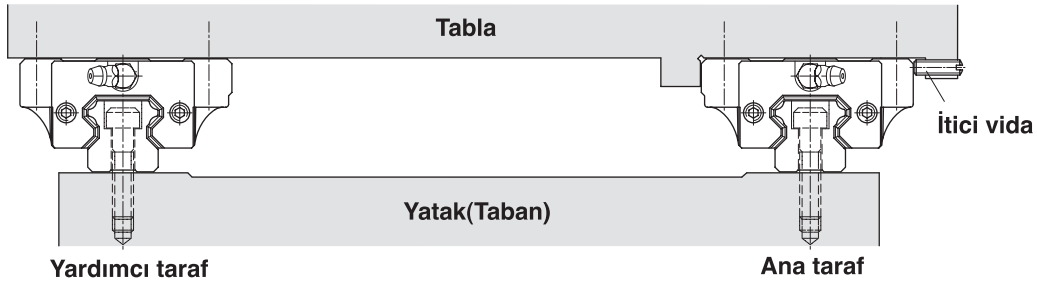 Tabla
İtici vida
Yatak(Taban)
Yardımcı taraf
Ana taraf